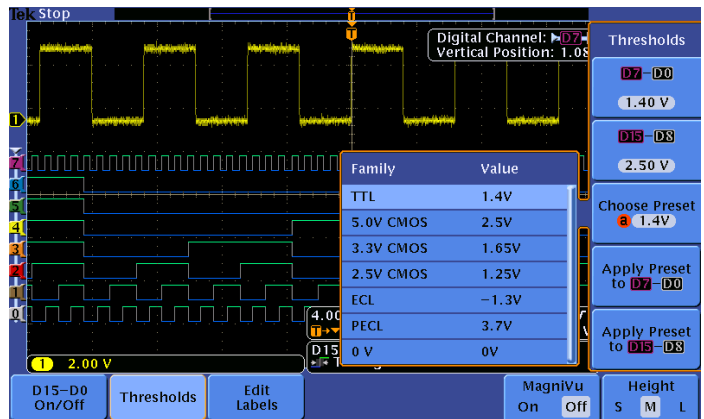 Tek Stop
T
T
Digital Channel: D7
Vertical Position: 1.08
1
7
6
5
4
3
2
1
0
1 2.00 V
4.00
D15
Family Value
TTL 1.4V
5.0V CMOS 2.5V
3.3V CMOS 1.65V
2.5V CMOS 1.25V
ECL −1.3V
PECL 3.7V
0 V 0V
Thresholds
D7–D0
1.40 V
D15–D8
2.50 V
Choose Preset
a 1.4V
Apply Preset
to D7–D0
Apply Preset
to D15–D8
D15–D0
On/Off
Thresholds
Edit
Labels
MagniVu
On Off
Height
S M L